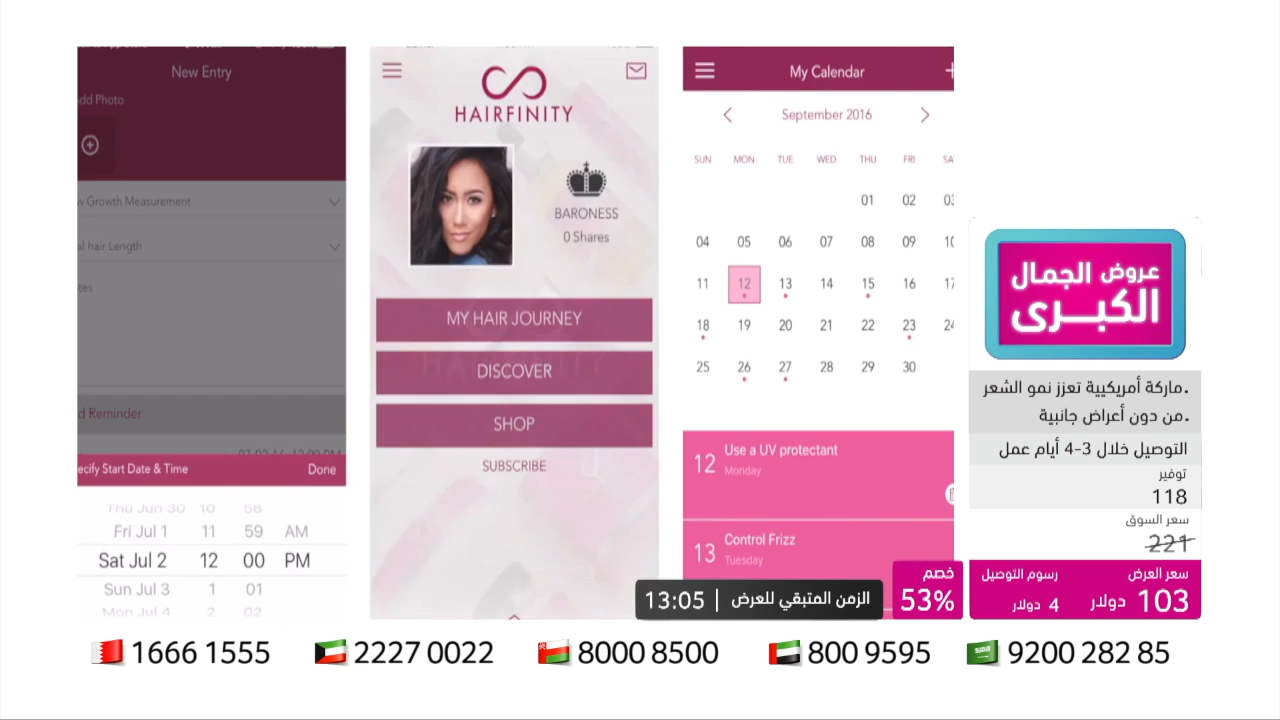 New Entry
dd Photo
w Growth Measurement
al hair Length
tes
d Reminder
ecify Start Date & Time
Done
Thu Jun 30 10 58
Fri Jul 1 11 59 AM
Sat Jul 2 12 00 PM
Sun Jul 3 1 01
Mon Jul 4 2 02
HAIRFINITY
BARONESS
0 Shares
MY HAIR JOURNEY
DISCOVER
SHOP
SUBSCRIBE
My Calendar
September 2016
SUN MON TUE WED THU FRI SA
01 02 03
04 05 06 07 08 09 10
11 12 13 14 15 16 17
18 19 20 21 22 23 24
25 26 27 28 29 30
12 Use a UV protectant
Monday
13 Control Frizz
Tuesday
عروض الجمال
الكبرى
.ماركة أمريكيية تعزز نمو الشعر
.من دون أعراض جانبية
التوصيل خلال 3-4 أيام عمل
توفير
118
سعر السوق
221
سعر العرض
103 دولار
رسوم التوصيل
4 دولار
خصم
53%
الزمن المتبقي للعرض | 13:05
1666 1555
2227 0022
8000 8500
800 9595
9200 282 85